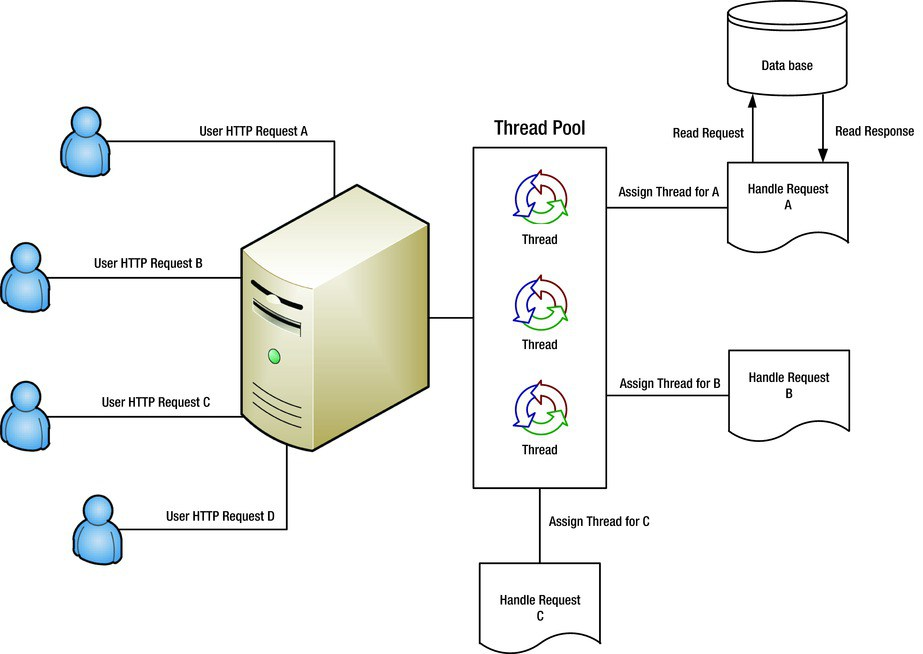 Data base
User HTTP Request A
Thread Pool
Read Request
Read Response
Assign Thread for A
Handle Request
A
Thread
User HTTP Request B
Thread
Assign Thread for B
Handle Request
B
User HTTP Request C
Thread
User HTTP Request D
Assign Thread for C
Handle Request
C